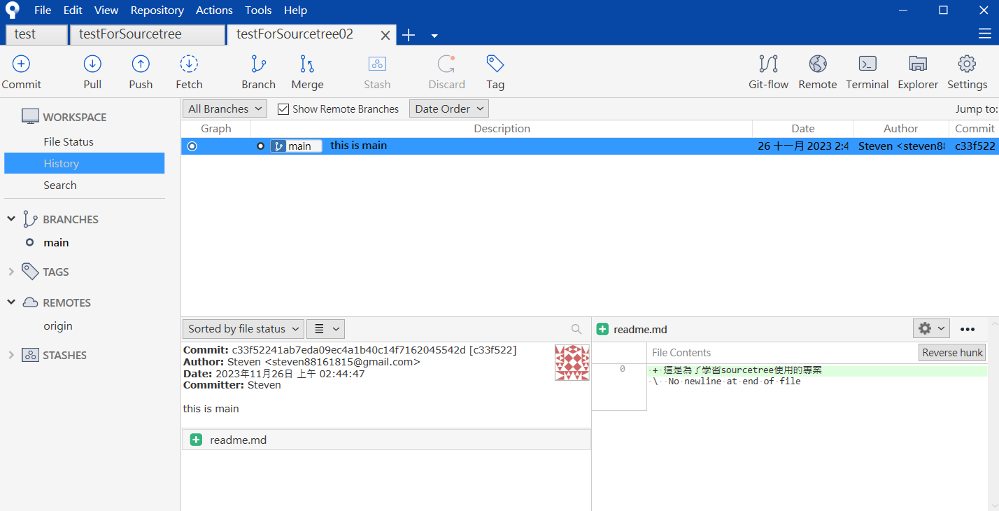 File Edit View Repository Actions Tools Help
test testForSourcetree testForSourcetree02
Commit Pull Push Fetch Branch Merge Stash Discard Tag Git-flow Remote Terminal Explorer Settings
WORKSPACE
File Status
History
Search
BRANCHES
main
TAGS
REMOTES
origin
STASHES
All Branches Show Remote Branches Date Order Jump to:
Graph Description Date Author Commit
main this is main 26 十一月 2023 2:4 Steven <steven88 c33f522
Sorted by file status
Commit: c33f52241ab7eda09ec4a1b40c14f7162045542d [c33f522]
Author: Steven <steven88161815@gmail.com>
Date: 2023年11月26日 上午 02:44:47
Committer: Steven
this is main
readme.md
readme.md
File Contents Reverse hunk
0 + 這是為了學習sourcetree使用的專案
\ No newline at end of file